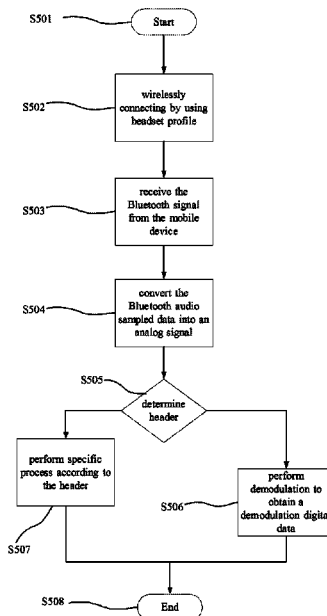 S501
Start
S502
wirelessly
connecting by using
headset profile
S503
receive the
Bluetooth signal
from the mobile
device
S504
convert the
Bluetooth audio
sampled data into an
analog signal
S505
determine
header
perform specific
process according to
the header
S507
perform
demodulation to
obtain a
demodulation digital
data
S506
S508
End